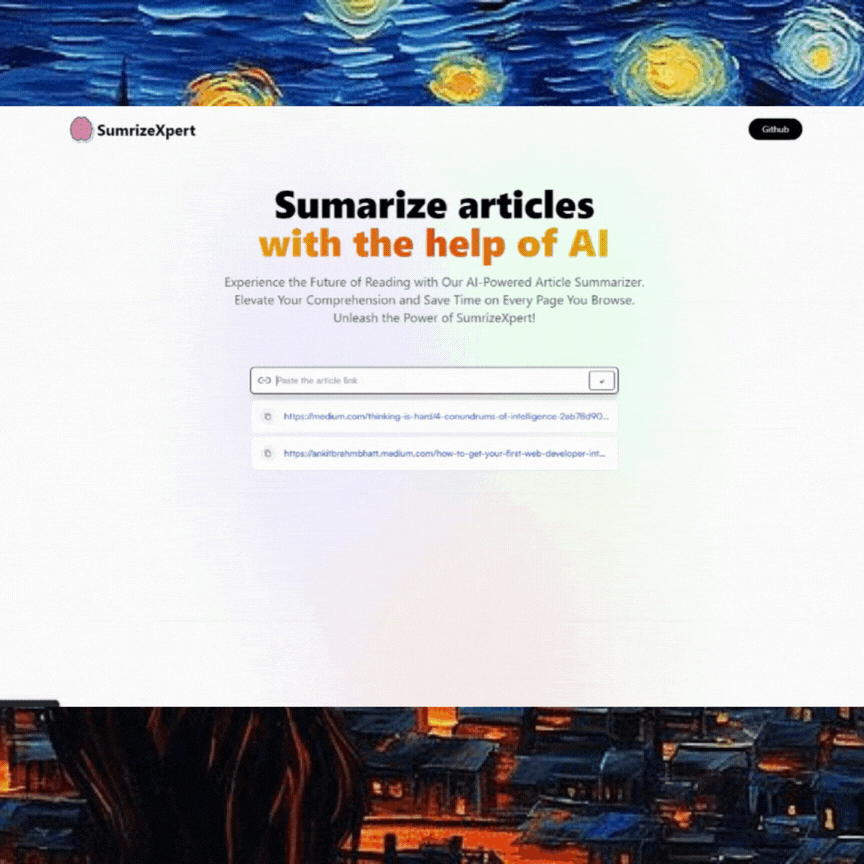 SumrizeXpert
Github
Sumarize articles
with the help of AI
Experience the Future of Reading with Our AI-Powered Article Summarizer.
Elevate Your Comprehension and Save Time on Every Page You Browse.
Unleash the Power of SumrizeXpert!
Paste the article link
https://medium.com/thinking-is-hard/4-conundrums-of-intelligence-2ab78d90...
https://ankitbrahmbhatt.medium.com/how-to-get-your-first-web-developer-int...